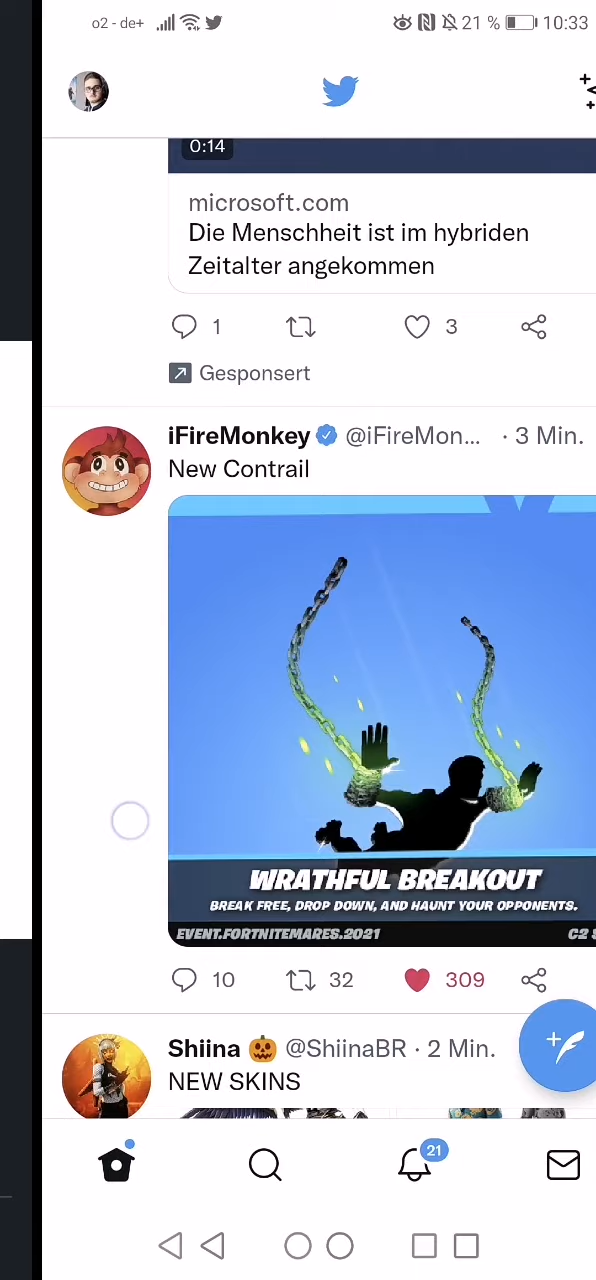 o2 - de+ 21 % 10:33
0:14
microsoft.com
Die Menschheit ist im hybriden
Zeitalter angekommen
1 3
Gesponsert
iFireMonkey @iFireMon... · 3 Min.
New Contrail
WRATHFUL BREAKOUT
BREAK FREE, DROP DOWN, AND HAUNT YOUR OPPONENTS.
EVENT.FORTNITEMARES.2021 C2
10 32 309
Shiina 🎃 @ShiinaBR · 2 Min.
NEW SKINS
21